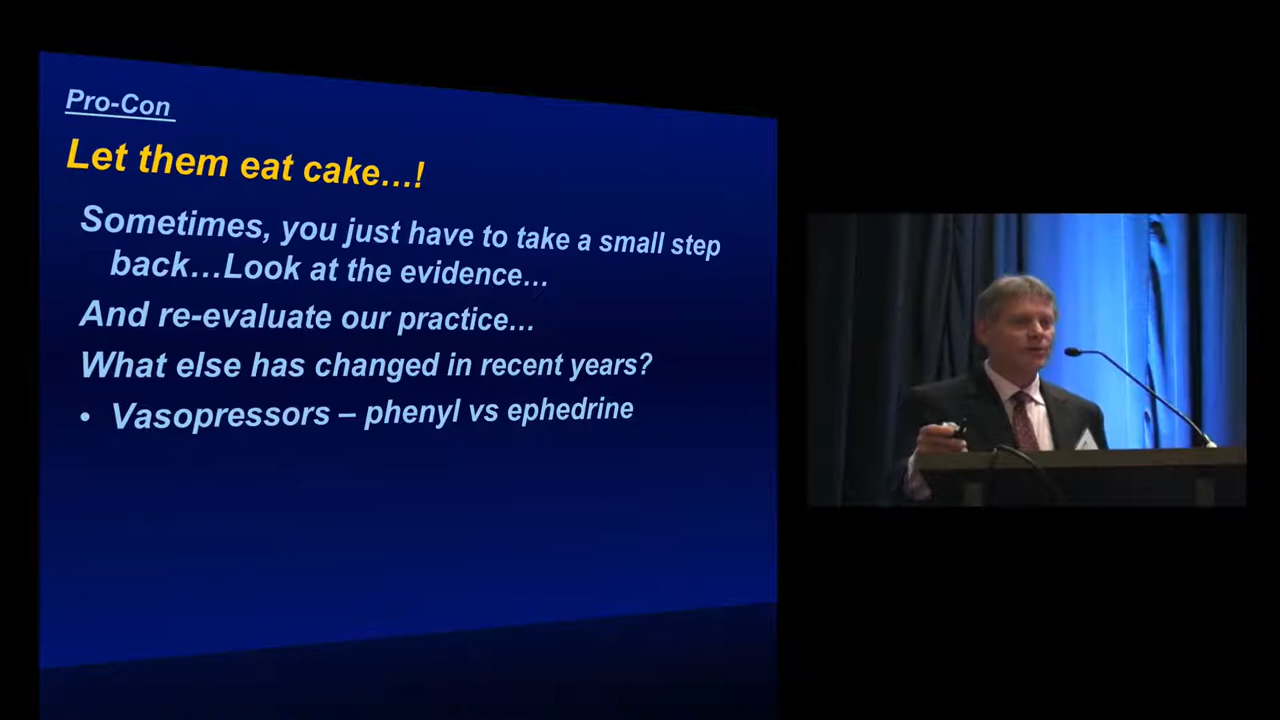 Pro-Con
Let them eat cake...!
Sometimes, you just have to take a small step
back...Look at the evidence...
And re-evaluate our practice...
What else has changed in recent years?
• Vasopressors – phenyl vs ephedrine